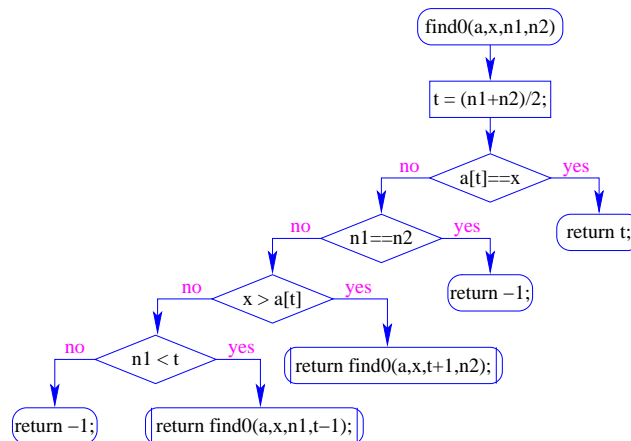 find0(a,x,n1,n2)
t = (n1+n2)/2;
no
a[t]==x
yes
return t;
no
n1==n2
yes
return −1;
no
x > a[t]
yes
return find0(a,x,t+1,n2);
no
n1 < t
yes
return −1;
return find0(a,x,n1,t−1);